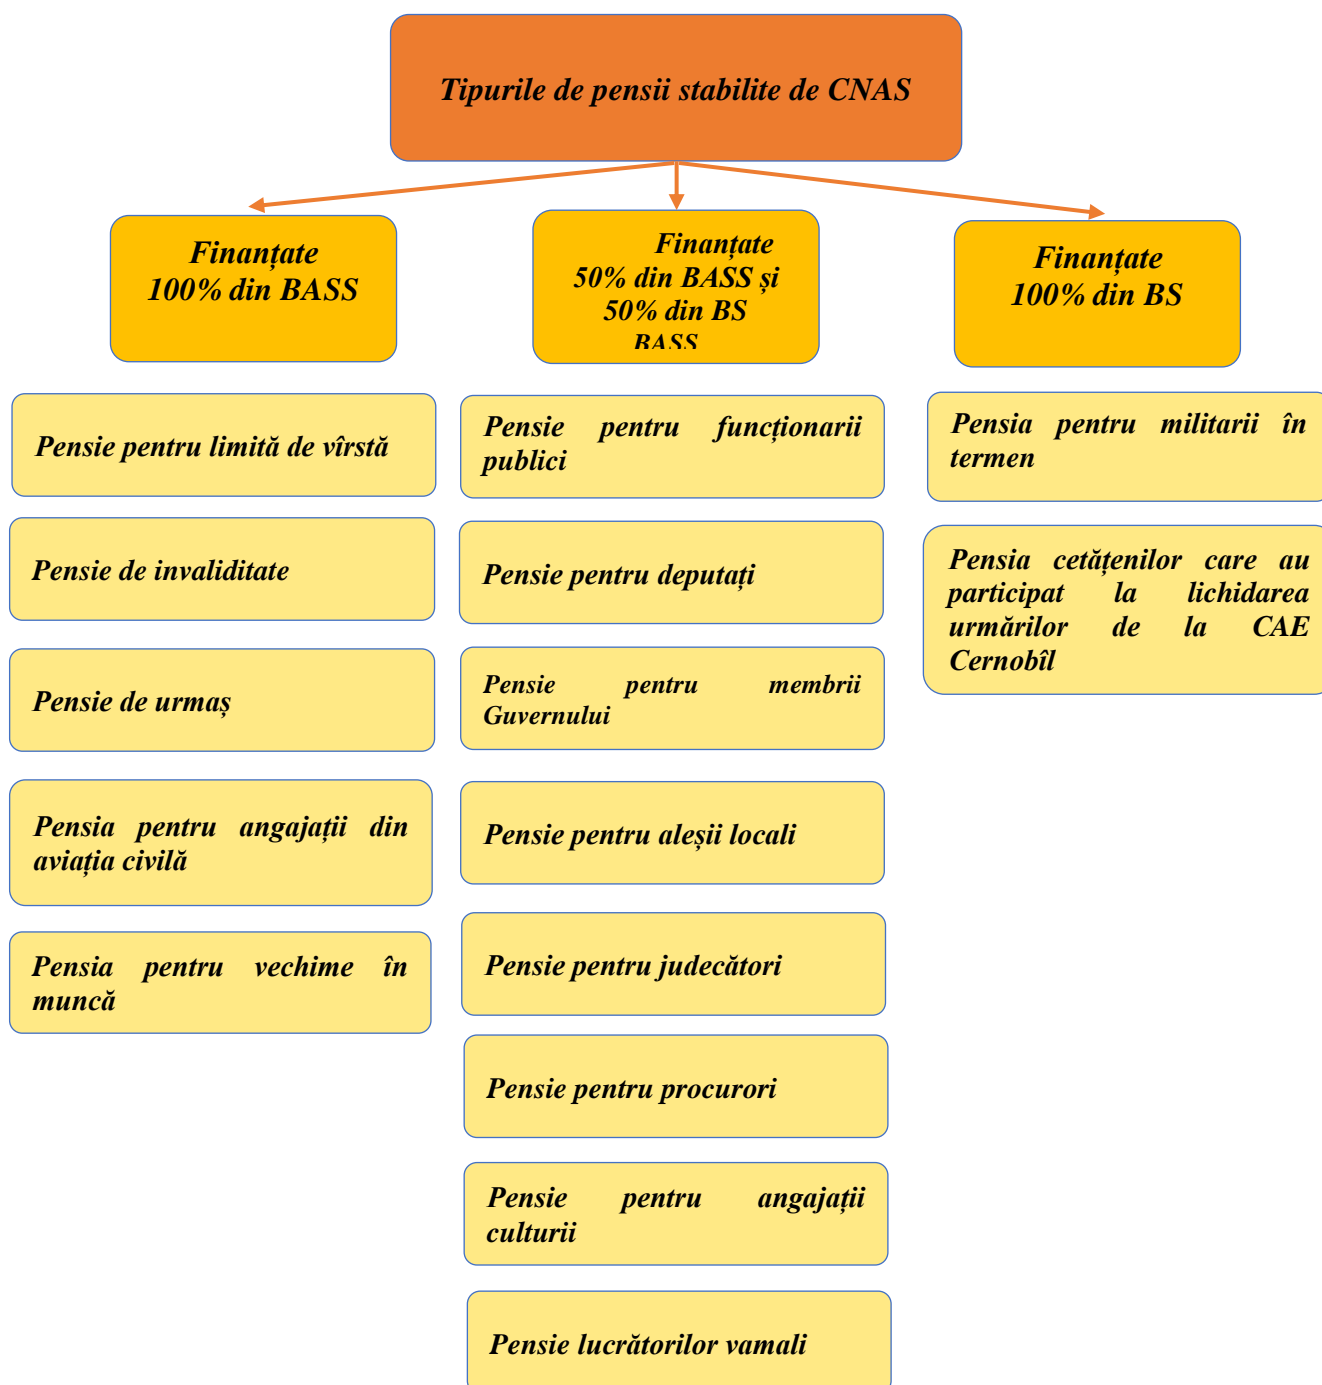 Tipurile de pensii stabilite de CNAS
Finanțate
100% din BASS
Finanțate
50% din BASS și
50% din BS
BASS
Finanțate
100% din BS
Pensie pentru limită de vîrstă
Pensie de invaliditate
Pensie de urmaș
Pensia pentru angajații din
aviația civilă
Pensia pentru vechime în
muncă
Pensie pentru funcționarii
publici
Pensie pentru deputați
Pensie pentru membrii
Guvernului
Pensie pentru aleșii locali
Pensie pentru judecători
Pensie pentru procurori
Pensie pentru angajații
culturii
Pensie lucrătorilor vamali
Pensia pentru militarii în
termen
Pensia cetățenilor care au
participat la lichidarea
urmărilor de la CAE
Cernobîl